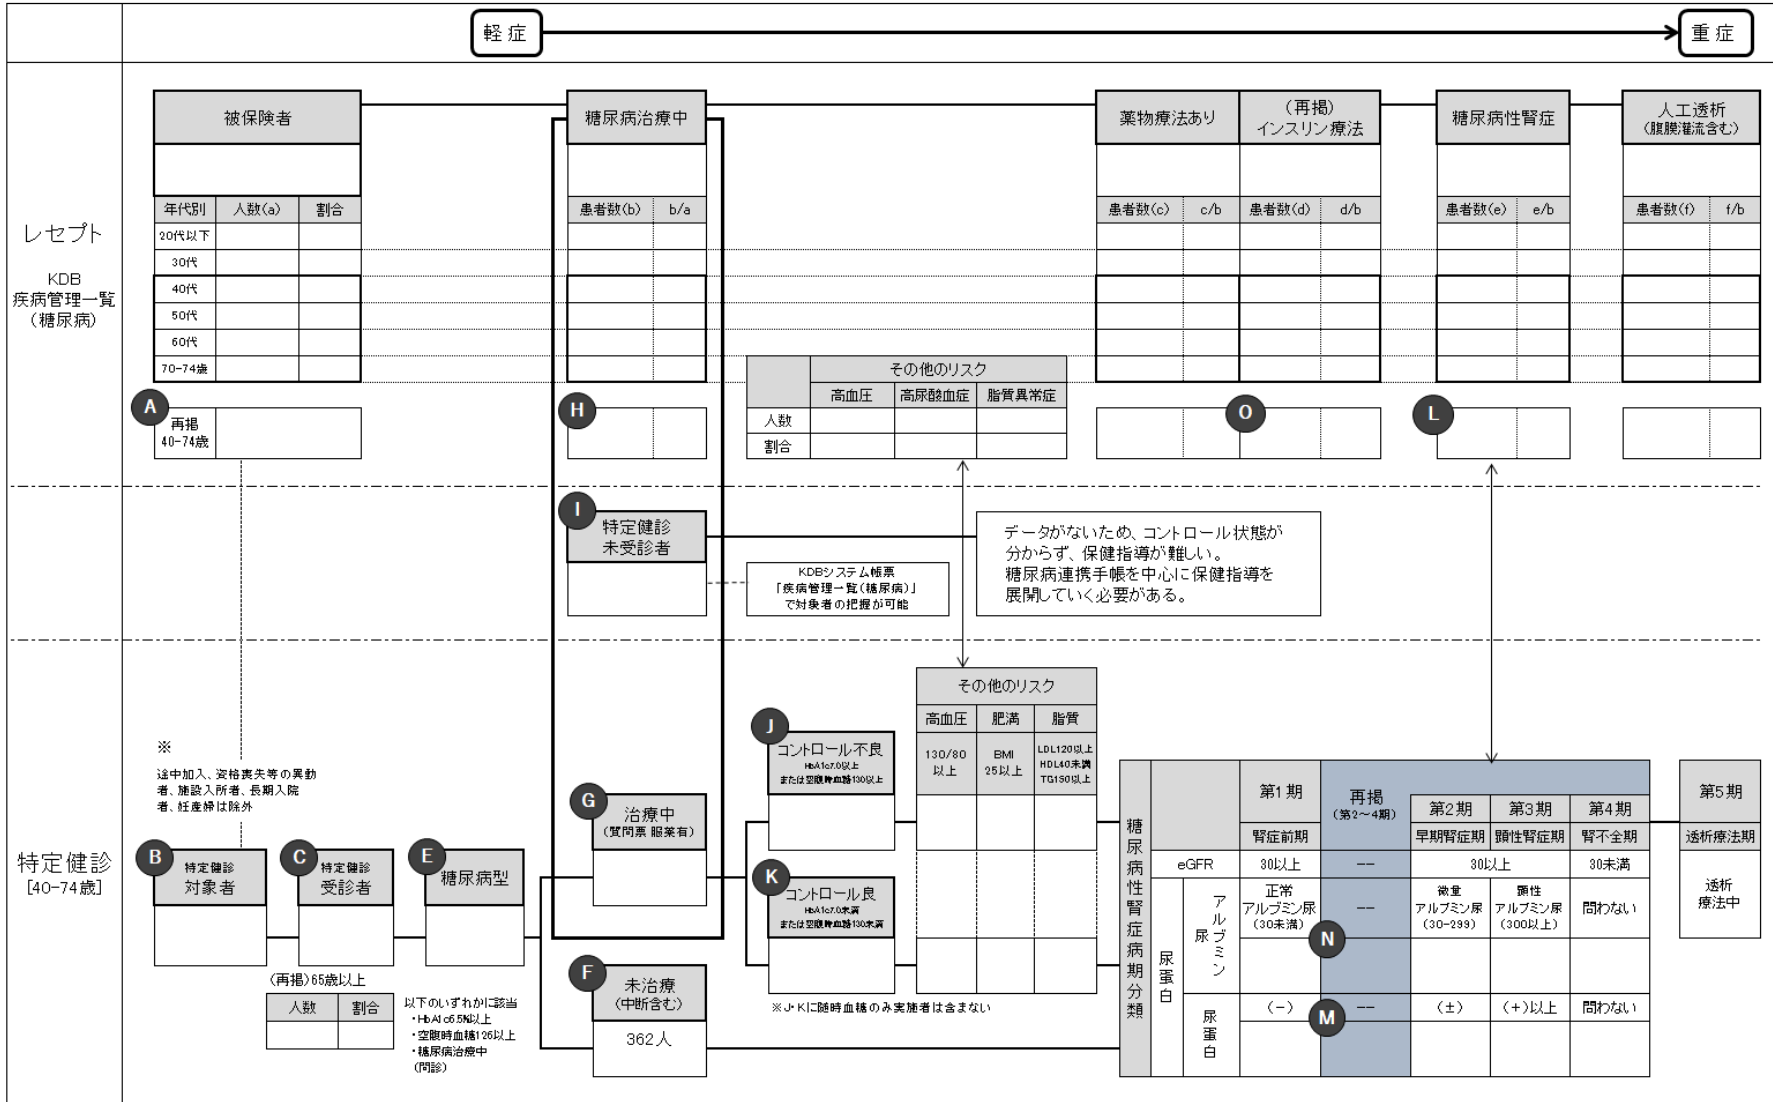 軽症
重症
レセプト
KDB
疾病管理一覧
(糖尿病)
被保険者
年代別 人数(a) 割合
20代以下
30代
40代
50代
60代
70-74歳
A
再掲
40-74歳
糖尿病治療中
患者数(b) b/a
H
その他のリスク
高血圧 高尿酸血症 脂質異常症
人数
割合
薬物療法あり
(再掲)
インスリン療法
患者数(c) c/b 患者数(d) d/b
O
糖尿病性腎症
患者数(e) e/b
L
人工透析
(腹膜灌流含む)
患者数(f) f/b
I
特定健診
未受診者
KDBシステム帳票
「疾病管理一覧(糖尿病)」
で対象者の把握が可能
データがないため、コントロール状態が
分からず、保健指導が難しい。
糖尿病連携手帳を中心に保健指導を
展開していく必要がある。
特定健診
[40-74歳]
※
途中加入、資格喪失等の異動
者、施設入所者、長期入院
者、妊産婦は除外
B
特定健診
対象者
C
特定健診
受診者
(再掲)65歳以上
人数 割合
E
糖尿病型
以下のいずれかに該当
・HbA1c6.5%以上
・空腹時血糖126以上
・糖尿病治療中
(問診)
G
治療中
(質問票 服薬有)
F
未治療
(中断含む)
362人
J
コントロール不良
HbA1c7.0以上
または空腹時血糖130以上
K
コントロール良
HbA1c7.0未満
または空腹時血糖130未満
その他のリスク
高血圧 肥満 脂質
130/80
以上
BMI
25以上
LDL120以上
HDL40未満
TG150以上
※J・Kに随時血糖のみ実施者は含まない
糖尿病性腎症病期分類
第1期
再掲
(第2～4期)
第2期 第3期 第4期
腎症前期 早期腎症期 顕性腎症期 腎不全期
eGFR 30以上 -- 30以上 30未満
尿蛋白
尿アルブミン
正常
アルブミン尿
(30未満)
--
微量
アルブミン尿
(30-299)
顕性
アルブミン尿
(300以上)
問わない
N
尿蛋白
(-) -- (±) (+)以上 問わない
M
第5期
透析療法期
透析
療法中